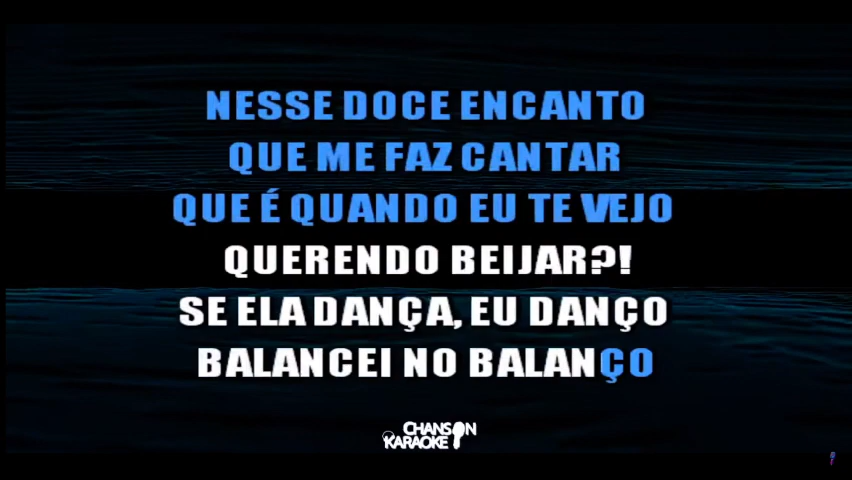 NESSE DOCE ENCANTO
QUE ME FAZ CANTAR
QUE É QUANDO EU TE VEJO
QUERENDO BEIJAR?!
SE ELA DANÇA, EU DANÇO
BALANCEI NO BALANÇO
CHANSON
KARAOKE